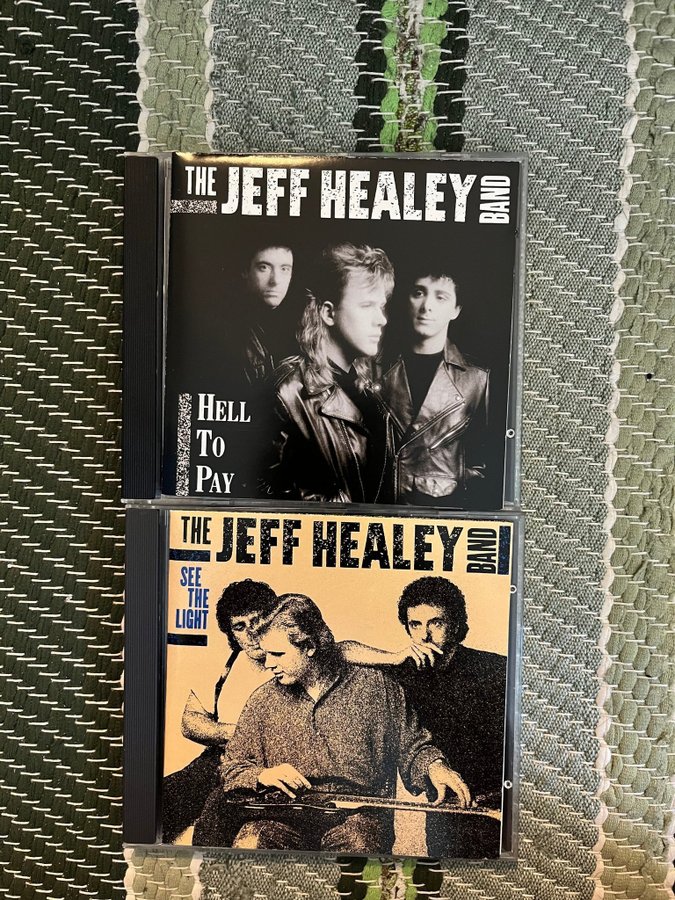 THE JEFF HEALEY BAND
HELL
TO
PAY
THE JEFF HEALEY BAND
SEE
THE
LIGHT